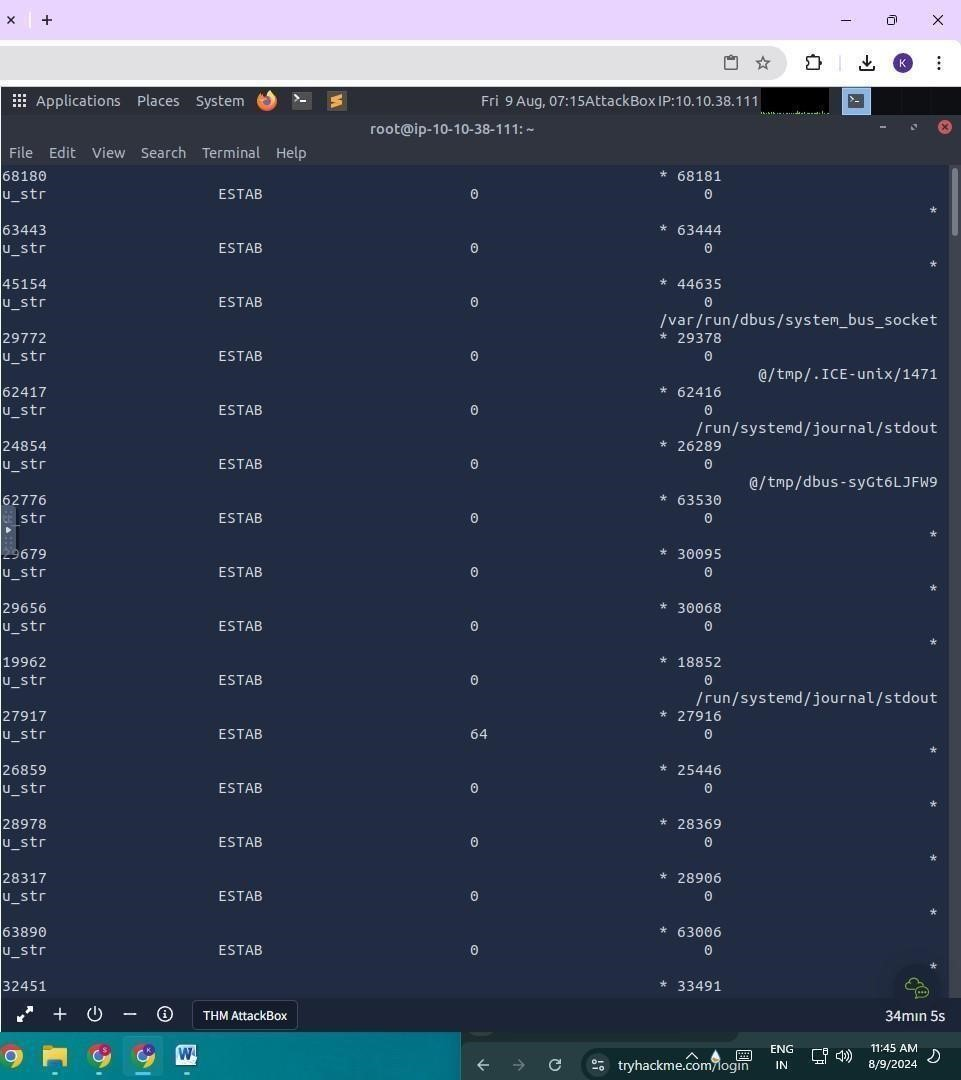 K
Applications Places System Fri 9 Aug, 07:15AttackBox IP:10.10.38.111
root@ip-10-10-38-111: ~
File Edit View Search Terminal Help
68180 * 68181
u_str ESTAB 0 0
*
63443 * 63444
u_str ESTAB 0 0
*
45154 * 44635
u_str ESTAB 0 0
/var/run/dbus/system_bus_socket
29772 * 29378
u_str ESTAB 0 0
@/tmp/.ICE-unix/1471
62417 * 62416
u_str ESTAB 0 0
/run/systemd/journal/stdout
24854 * 26289
u_str ESTAB 0 0
@/tmp/dbus-syGt6LJFW9
62776 * 63530
_str ESTAB 0 0
*
29679 * 30095
u_str ESTAB 0 0
*
29656 * 30068
u_str ESTAB 0 0
*
19962 * 18852
u_str ESTAB 0 0
/run/systemd/journal/stdout
27917 * 27916
u_str ESTAB 64 0
*
26859 * 25446
u_str ESTAB 0 0
*
28978 * 28369
u_str ESTAB 0 0
*
28317 * 28906
u_str ESTAB 0 0
*
63890 * 63006
u_str ESTAB 0 0
*
32451 * 33491
THM AttackBox 34min 5s
tryhackme.com/login
ENG
IN
11:45 AM
8/9/2024